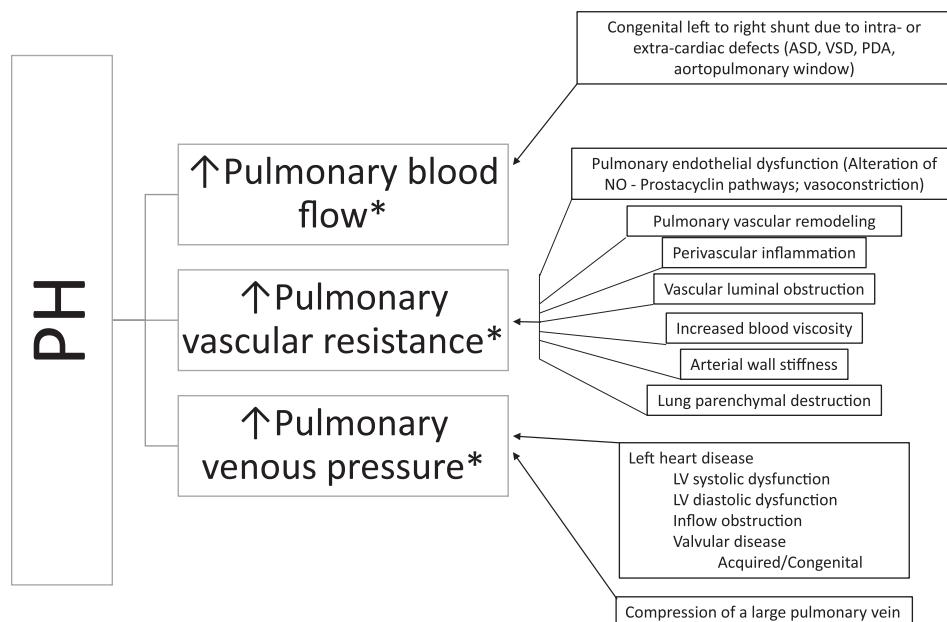 PH
↑Pulmonary blood
flow*
↑Pulmonary
vascular resistance*
↑Pulmonary
venous pressure*
Congenital left to right shunt due to intra- or
extra-cardiac defects (ASD, VSD, PDA,
aortopulmonary window)
Pulmonary endothelial dysfunction (Alteration of
NO - Prostacyclin pathways; vasoconstriction)
Pulmonary vascular remodeling
Perivascular inflammation
Vascular luminal obstruction
Increased blood viscosity
Arterial wall stiffness
Lung parenchymal destruction
Left heart disease
LV systolic dysfunction
LV diastolic dysfunction
Inflow obstruction
Valvular disease
Acquired/Congenital
Compression of a large pulmonary vein